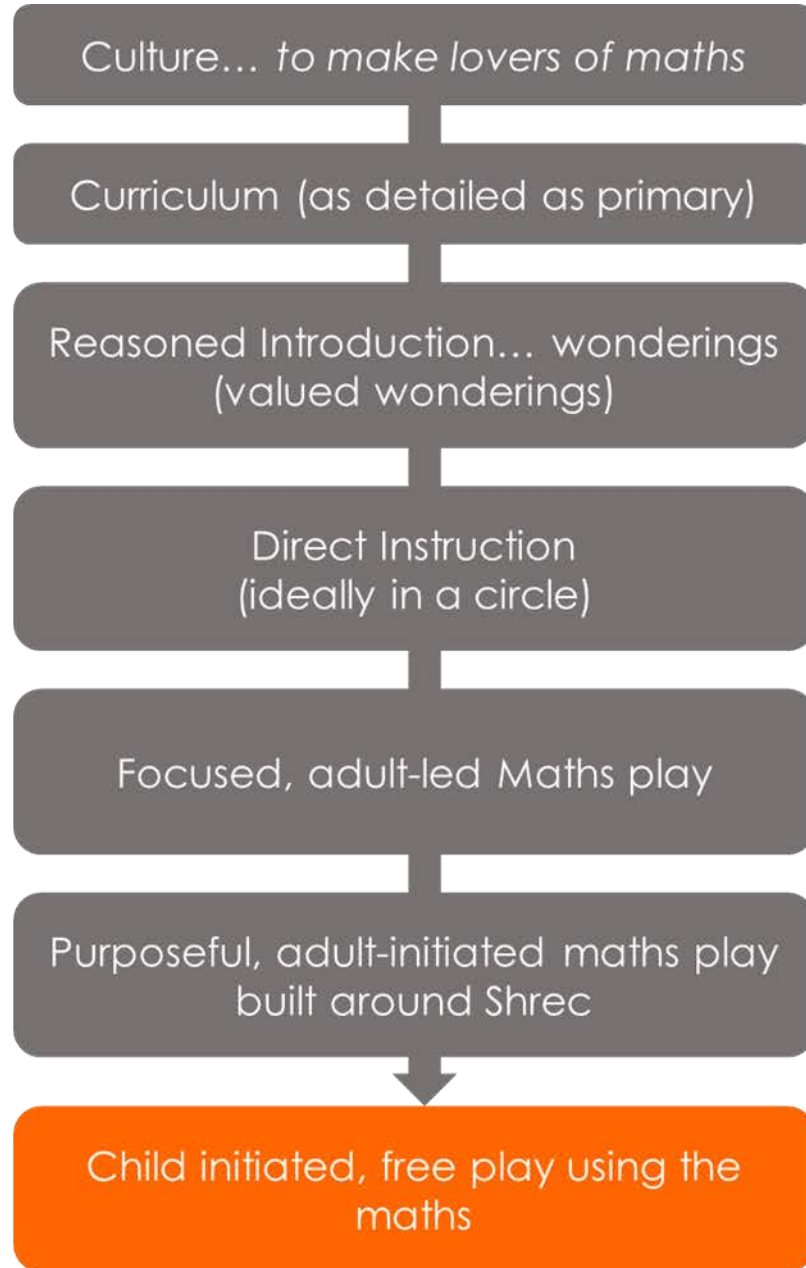 Culture… to make lovers of maths
Curriculum (as detailed as primary)
Reasoned Introduction… wonderings
(valued wonderings)
Direct Instruction
(ideally in a circle)
Focused, adult-led Maths play
Purposeful, adult-initiated maths play
built around Shrec
Child initiated, free play using the
maths